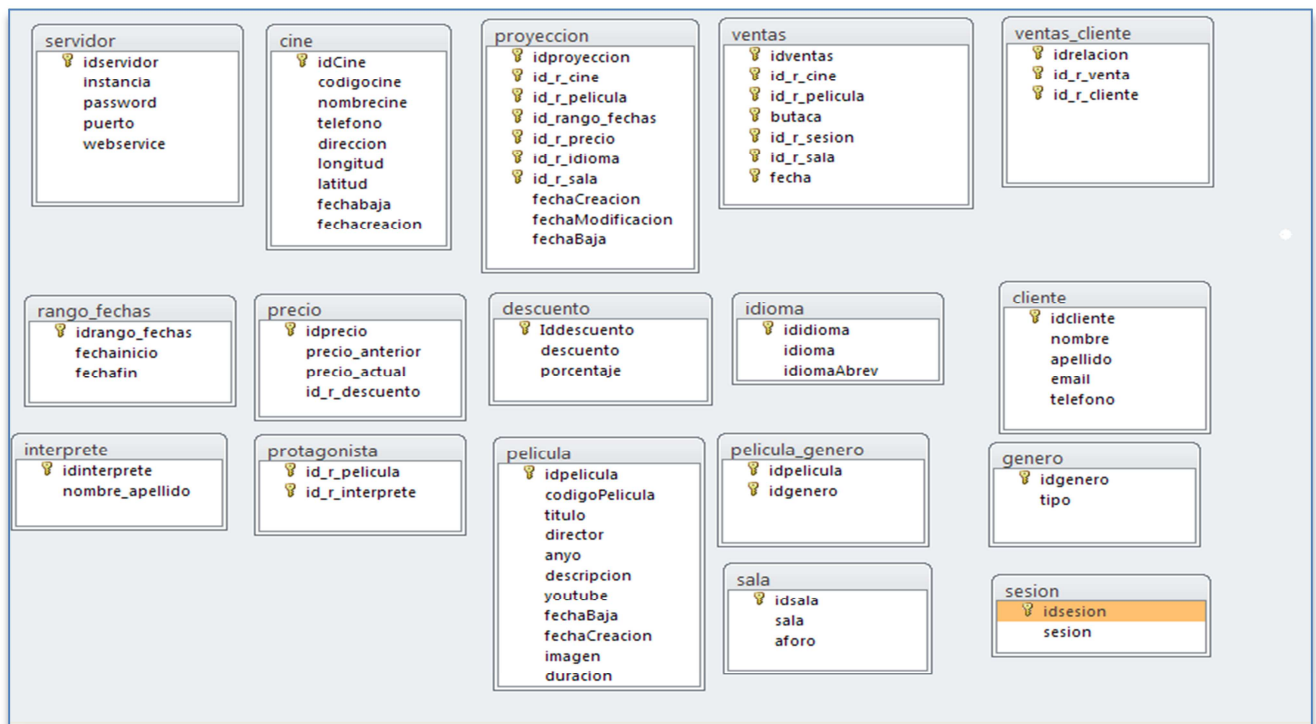 servidor
idservidor
instancia
password
puerto
webservice
cine
idCine
codigocine
nombrecine
telefono
direccion
longitud
latitud
fechabaja
fechacreacion
proyeccion
idproyeccion
id_r_cine
id_r_pelicula
id_rango_fechas
id_r_precio
id_r_idioma
id_r_sala
fechaCreacion
fechaModificacion
fechaBaja
ventas
idventas
id_r_cine
id_r_pelicula
butaca
id_r_sesion
id_r_sala
fecha
ventas_cliente
idrelacion
id_r_venta
id_r_cliente
rango_fechas
idrango_fechas
fechainicio
fechafin
precio
idprecio
precio_anterior
precio_actual
id_r_descuento
descuento
Iddescuento
descuento
porcentaje
idioma
ididioma
idioma
idiomaAbrev
cliente
idcliente
nombre
apellido
email
telefono
interprete
idinterprete
nombre_apellido
protagonista
id_r_pelicula
id_r_interprete
pelicula
idpelicula
codigoPelicula
titulo
director
anyo
descripcion
youtube
fechaBaja
fechaCreacion
imagen
duracion
pelicula_genero
idpelicula
idgenero
genero
idgenero
tipo
sala
idsala
sala
aforo
sesion
idsesion
sesion